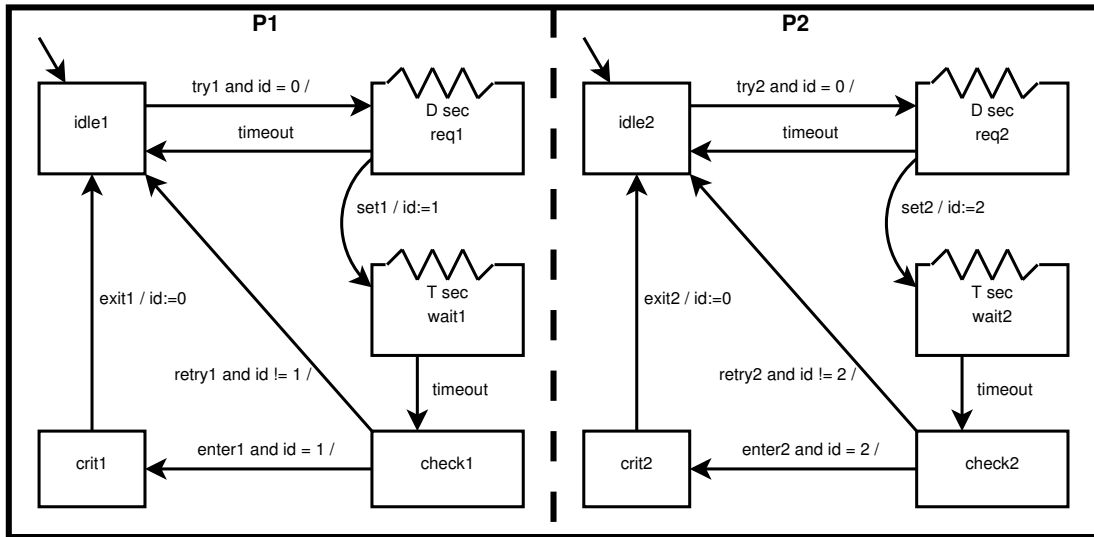 P1
try1 and id = 0 /
idle1
D sec
req1
timeout
set1 / id:=1
T sec
wait1
exit1 / id:=0
retry1 and id != 1 /
timeout
enter1 and id = 1 /
crit1
check1
P2
try2 and id = 0 /
idle2
D sec
req2
timeout
set2 / id:=2
T sec
wait2
exit2 / id:=0
retry2 and id != 2 /
timeout
enter2 and id = 2 /
crit2
check2